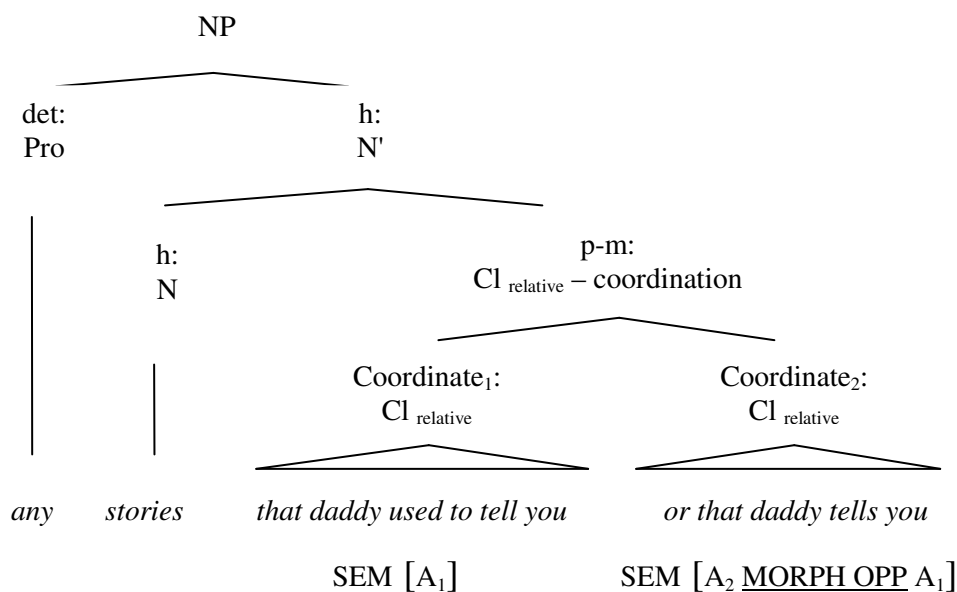 NP
det: h:
Pro N'
h: p-m:
N Cl relative – coordination
Coordinate₁: Coordinate₂:
Cl relative Cl relative
any stories that daddy used to tell you or that daddy tells you
SEM [A₁] SEM [A₂ MORPH OPP A₁]